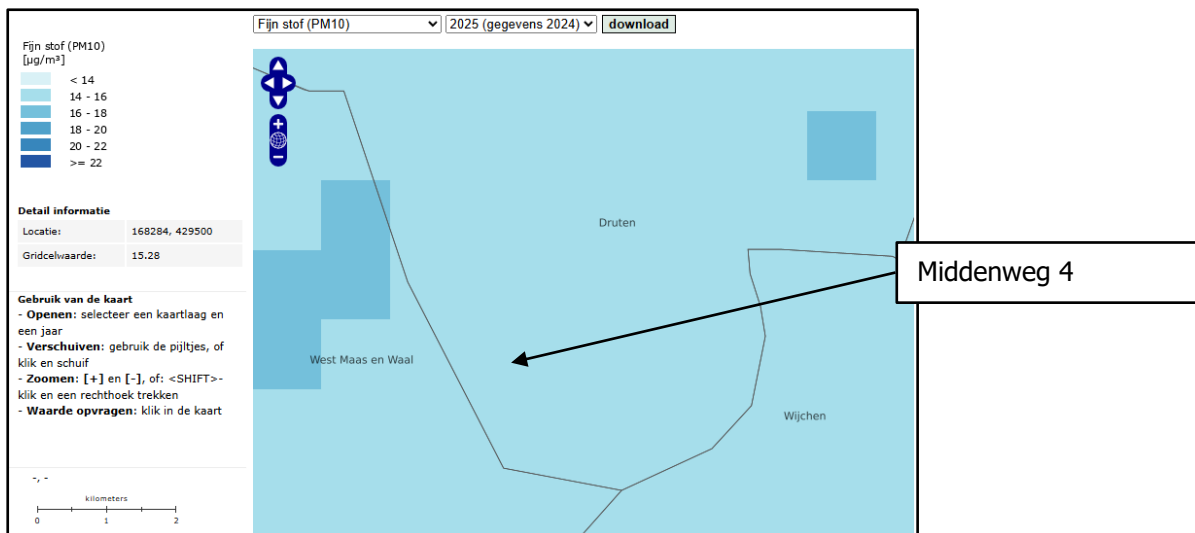 Fijn stof (PM10) 2025 (gegevens 2024) download
Fijn stof (PM10)
[µg/m³]
< 14
14 - 16
16 - 18
18 - 20
20 - 22
>= 22
Detail informatie
Locatie: 168284, 429500
Gridcelwaarde: 15.28
Gebruik van de kaart
- Openen: selecteer een kaartlaag en
een jaar
- Verschuiven: gebruik de pijltjes, of
klik en schuif
- Zoomen: [+] en [-], of: <SHIFT>-
klik en een rechthoek trekken
- Waarde opvragen: klik in de kaart
-, -
kilometers
0 1 2
Druten
West Maas en Waal
Wijchen
Middenweg 4